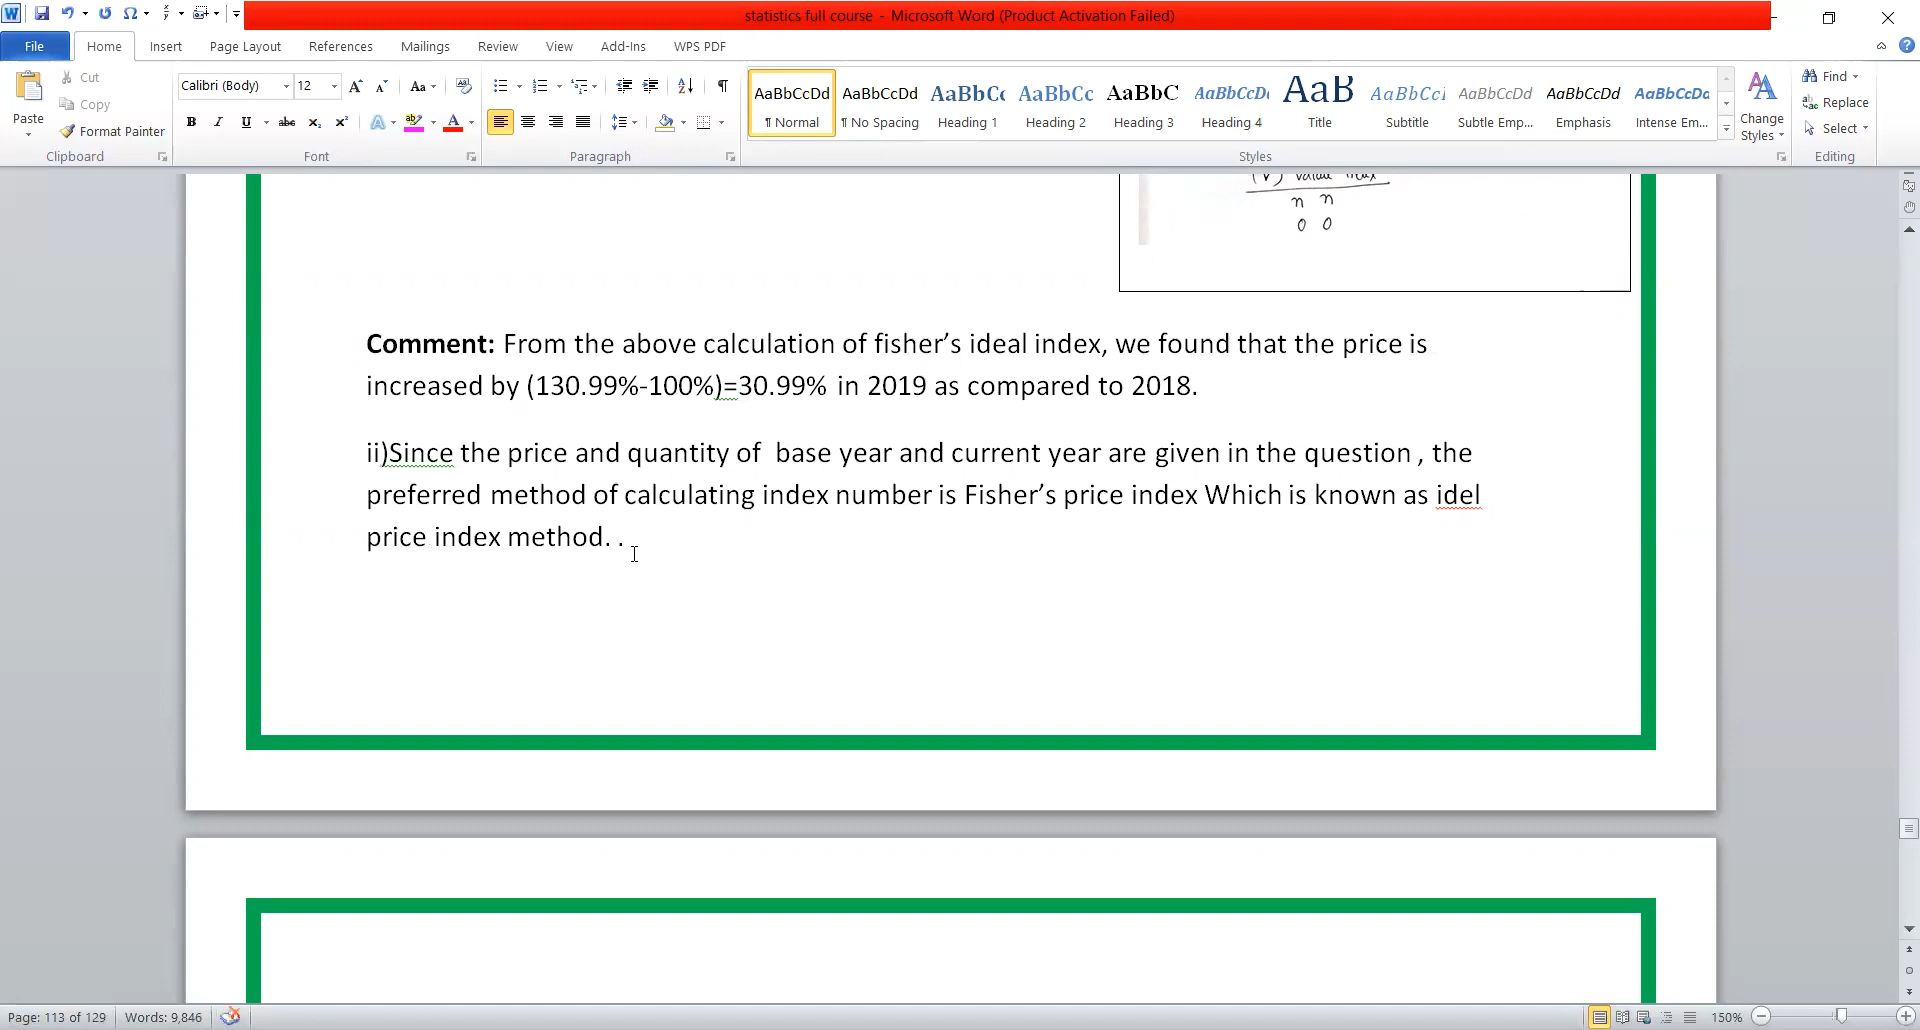 statistics full course - Microsoft Word (Product Activation Failed)
File Home Insert Page Layout References Mailings Review View Add-Ins WPS PDF
Paste
Cut
Copy
Format Painter
Clipboard
Calibri (Body) 12
Font
Paragraph
AaBbCcDd AaBbCcDd AaBbCc AaBbCc AaBbC AaBbCcDd AaB AaBbCcl AaBbCcDd AaBbCcDd AaBbCcDd
¶ Normal ¶ No Spacing Heading 1 Heading 2 Heading 3 Heading 4 Title Subtitle Subtle Emp... Emphasis Intense Em...
Styles
Change
Styles
Find
Replace
Select
Editing
(V) value index
n n
0 0
Comment: From the above calculation of fisher’s ideal index, we found that the price is
increased by (130.99%-100%)=30.99% in 2019 as compared to 2018.
ii)Since the price and quantity of base year and current year are given in the question , the
preferred method of calculating index number is Fisher’s price index Which is known as idel
price index method. .
Page: 113 of 129 Words: 9,846
150%